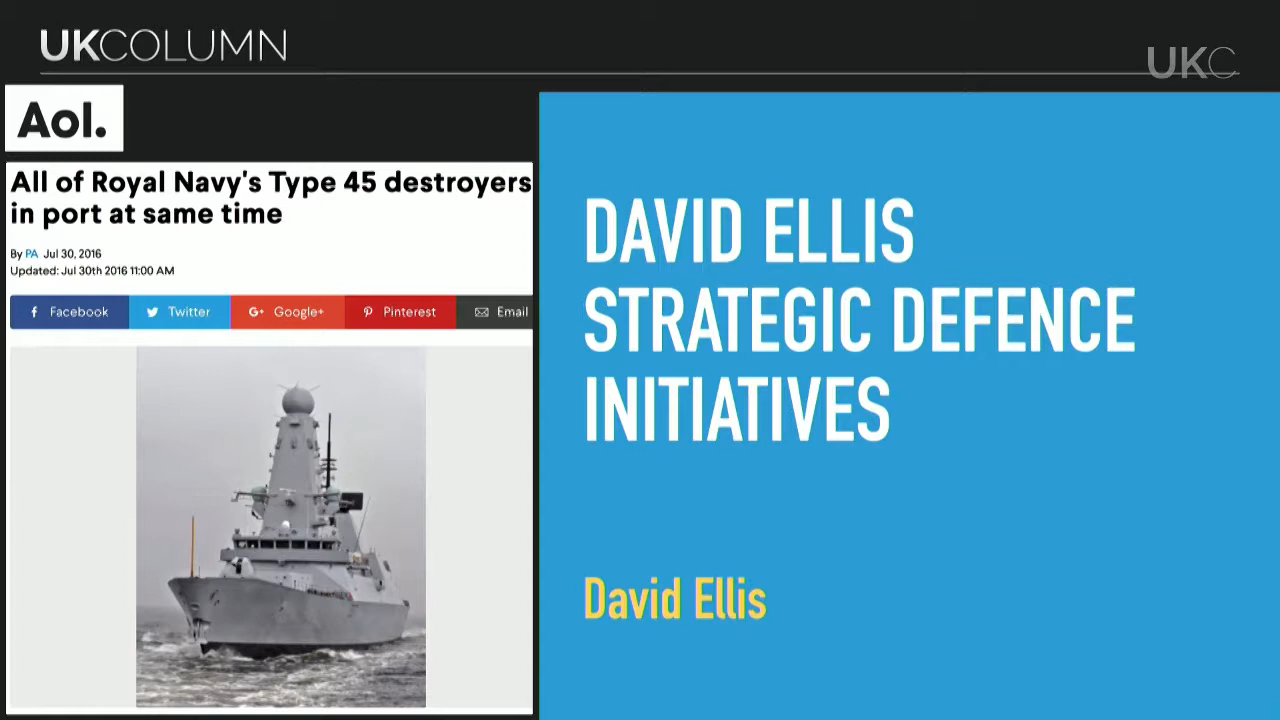 UKCOLUMN
UKC
Aol.
All of Royal Navy's Type 45 destroyers
in port at same time
By PA Jul 30, 2016
Updated: Jul 30th 2016 11:00 AM
Facebook
Twitter
G+ Google+
Pinterest
Email
DAVID ELLIS
STRATEGIC DEFENCE
INITIATIVES
David Ellis